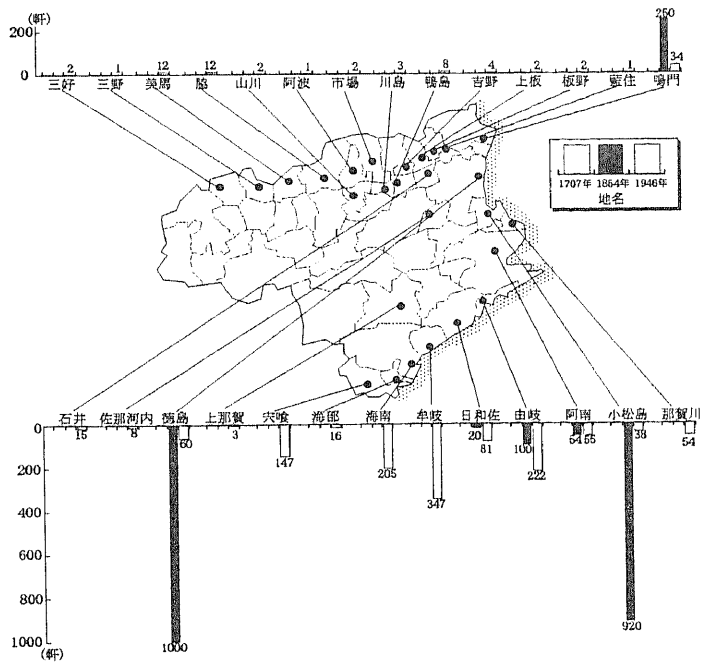 (軒)
200
0
250
34
2 1 12 12 2 1 2 3 8 4 2 2 1
三好 三野 美馬 脇 山川 阿波 市場 川島 鴨島 吉野 上板 板野 藍住 鳴門
1707年 1854年 1946年
地名
石井 佐那河内 徳島 上那賀 宍喰 海部 海南 牟岐 日和佐 由岐 阿南 小松島 那賀川
0
15 8 60 3 147 16 205 347 20 81 100 222 54 55 38 54
200
400
600
800
1000
(軒)
1000
920